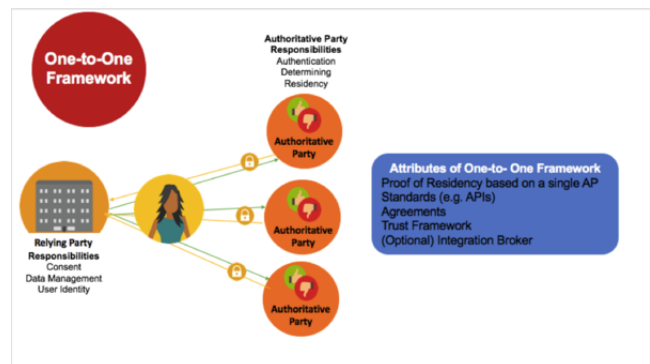 One-to-One
Framework
Authoritative Party
Responsibilities
Authentication
Determining
Residency
Authoritative
Party
Authoritative
Party
Authoritative
Party
Relying Party
Responsibilities
Consent
Data Management
User Identity
Attributes of One-to- One Framework
Proof of Residency based on a single AP
Standards (e.g. APIs)
Agreements
Trust Framework
(Optional) Integration Broker